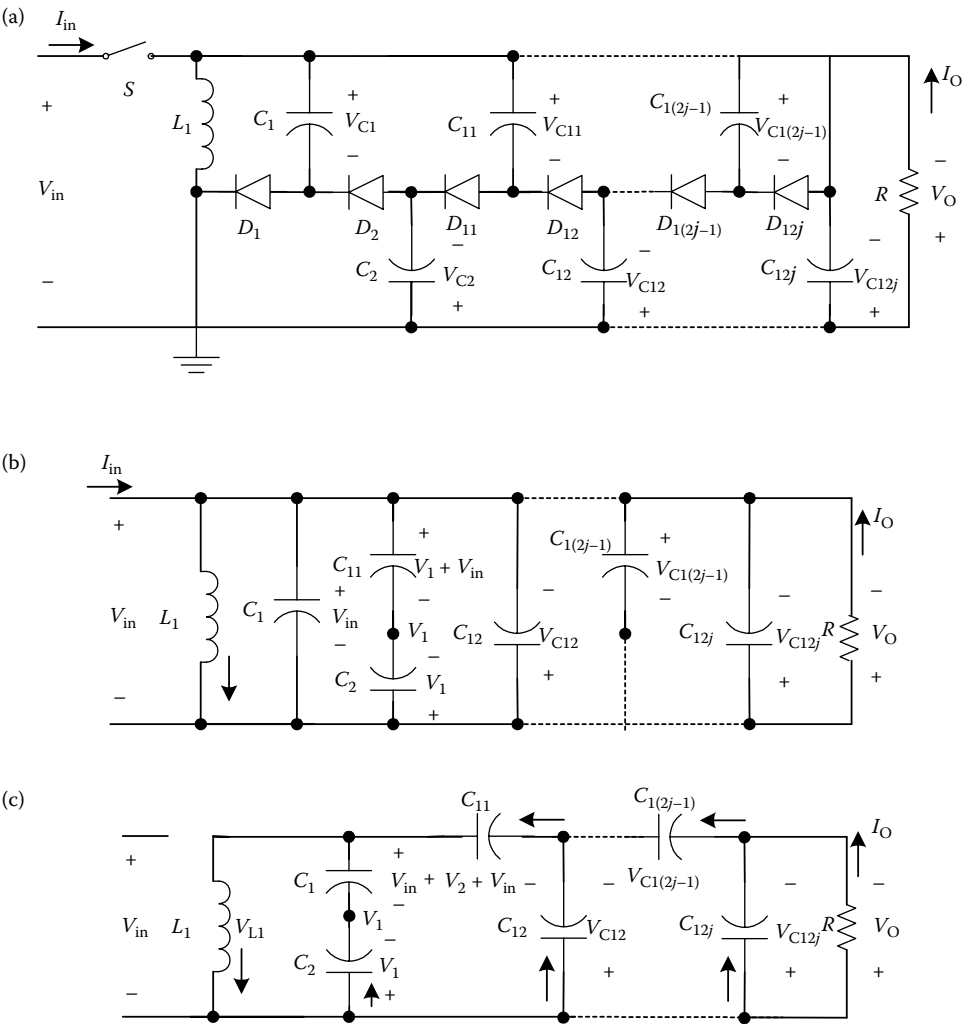 (a)
I_in
S
+
V_in
−
L_1
C_1
+
V_C1
−
C_11
+
V_C11
−
C_1(2j−1)
+
V_C1(2j−1)
−
I_O
D_1
D_2
D_11
D_12
D_1(2j−1)
D_12j
R
−
V_O
+
C_2
−
V_C2
+
C_12
−
V_C12
+
C_12j
−
V_C12j
+
(b)
I_in
+
V_in
−
L_1
C_1
+
V_in
−
C_11
+
V_1 + V_in
−
V_1
C_2
−
V_1
+
C_12
−
V_C12
+
C_1(2j−1)
+
V_C1(2j−1)
−
C_12j
−
V_C12j
+
R
I_O
−
V_O
+
(c)
+
V_in
−
L_1
V_L1
C_1
+
V_in + V_2 + V_in
−
V_1
C_2
−
V_1
+
C_11
−
C_12
−
V_C12
+
C_1(2j−1)
V_C1(2j−1)
C_12j
−
V_C12j
+
R
I_O
−
V_O
+